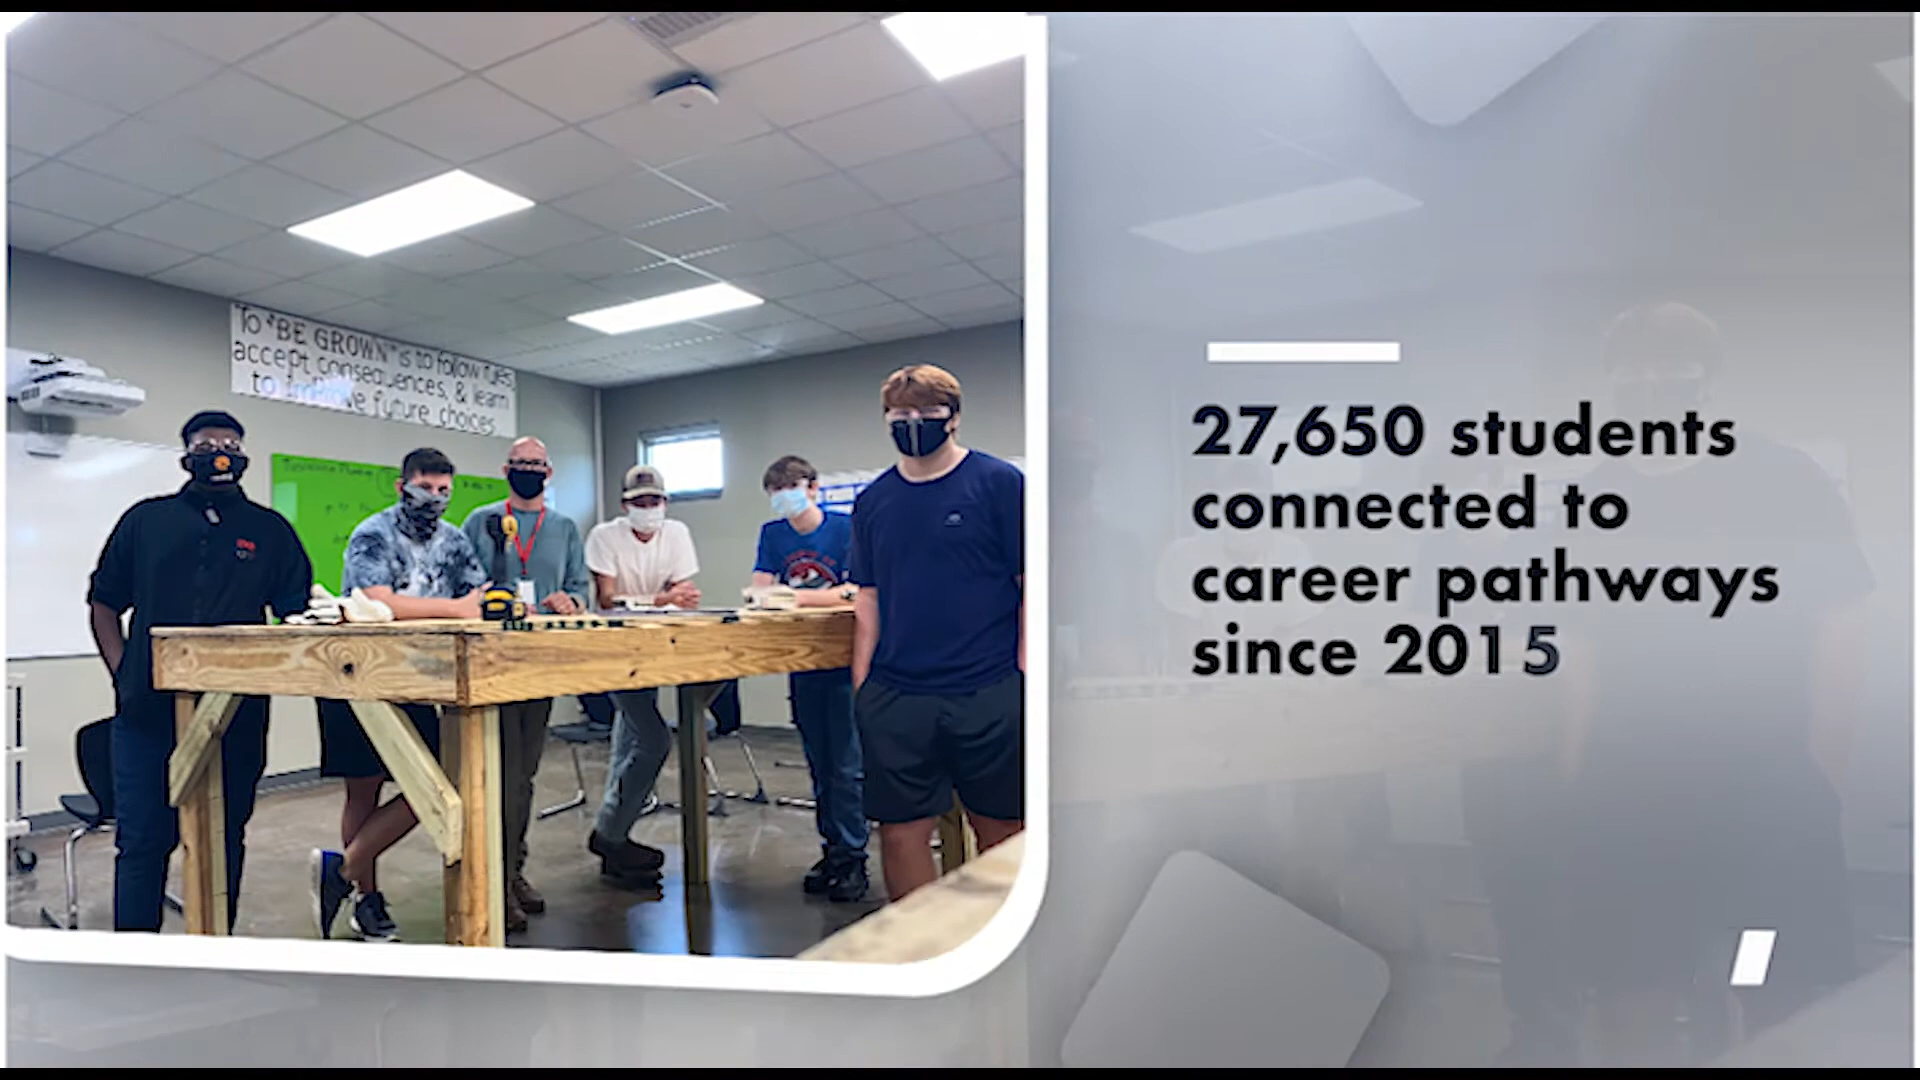 To "BE GROWN" is to follow rules,
accept consequences, & learn
to ImPROVe future choices.
27,650 students
connected to
career pathways
since 2015